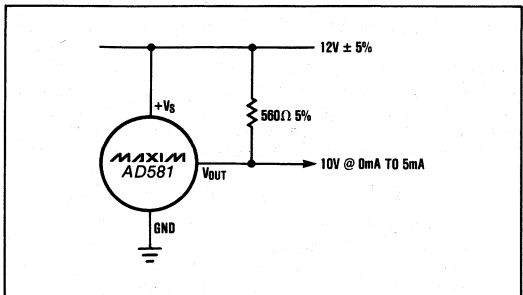 12V ± 5%
+VS
560Ω 5%
MAXIM
AD581
VOUT
10V @ 0mA TO 5mA
GND